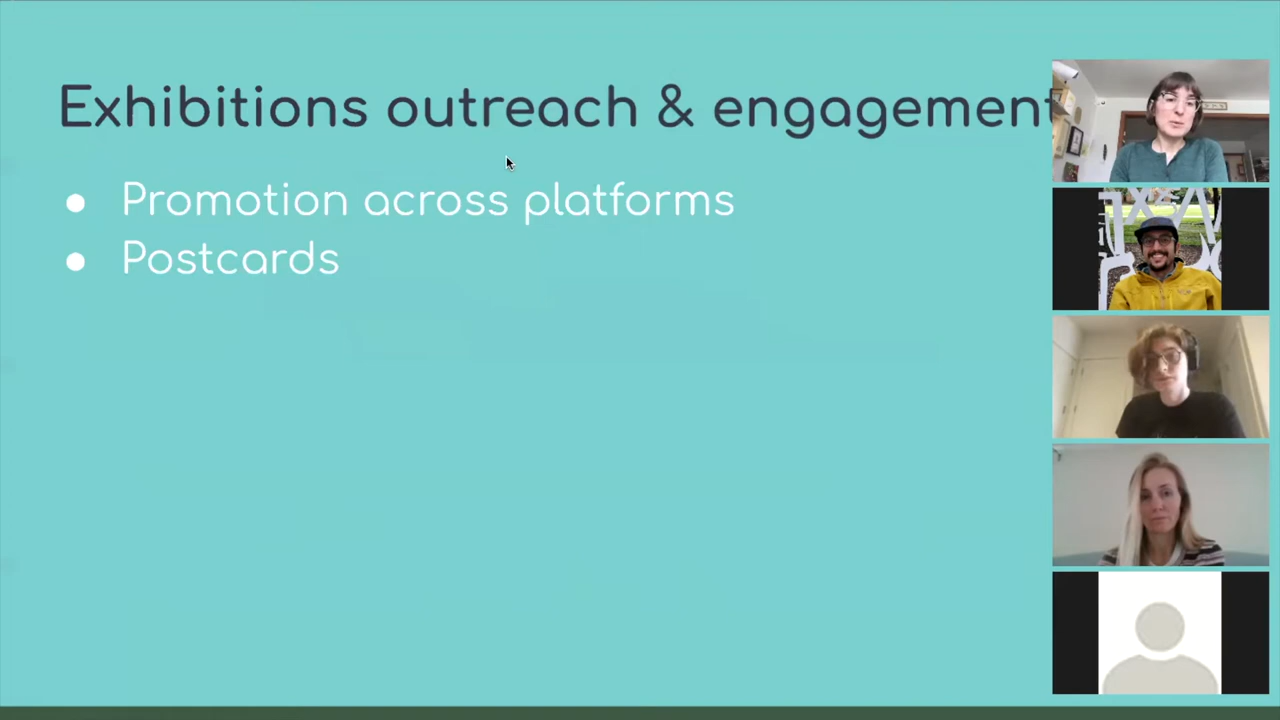 Exhibitions outreach & engagement
● Promotion across platforms
● Postcards